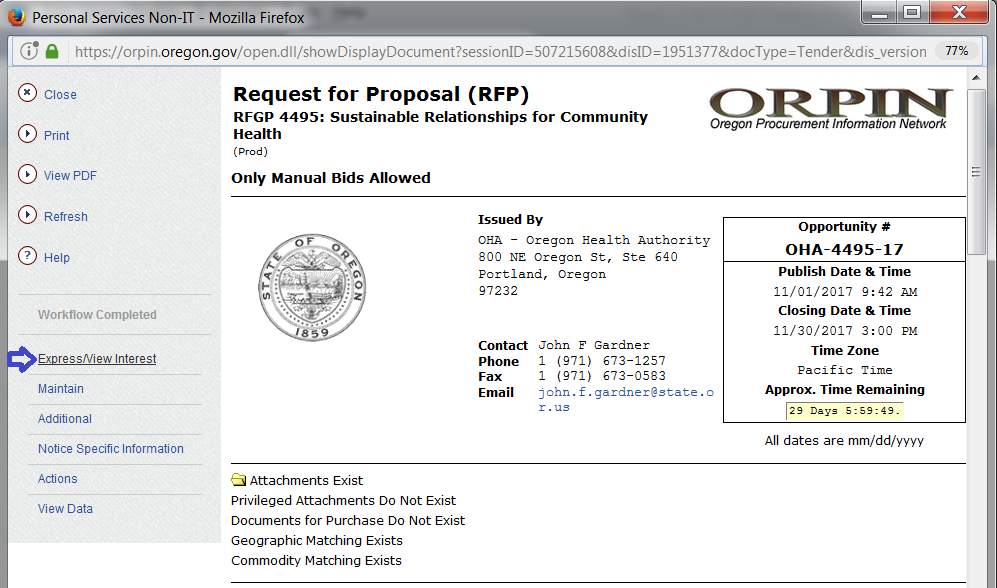 Personal Services Non-IT - Mozilla Firefox
https://orpin.oregon.gov/open.dll/showDisplayDocument?sessionID=507215608&disID=1951377&docType=Tender&dis_version
77%
Close
Print
View PDF
Refresh
? Help
Workflow Completed
Express/View Interest
Maintain
Additional
Notice Specific Information
Actions
View Data
Request for Proposal (RFP)
RFGP 4495: Sustainable Relationships for Community
Health
(Prod)
Only Manual Bids Allowed
ORPIN
Oregon Procurement Information Network
STATE OF OREGON
1859
Issued By
OHA - Oregon Health Authority
800 NE Oregon St, Ste 640
Portland, Oregon
97232
Contact John F Gardner
Phone 1 (971) 673-1257
Fax 1 (971) 673-0583
Email john.f.gardner@state.o
r.us
Opportunity #
OHA-4495-17
Publish Date & Time
11/01/2017 9:42 AM
Closing Date & Time
11/30/2017 3:00 PM
Time Zone
Pacific Time
Approx. Time Remaining
29 Days 5:59:49.
All dates are mm/dd/yyyy
Attachments Exist
Privileged Attachments Do Not Exist
Documents for Purchase Do Not Exist
Geographic Matching Exists
Commodity Matching Exists